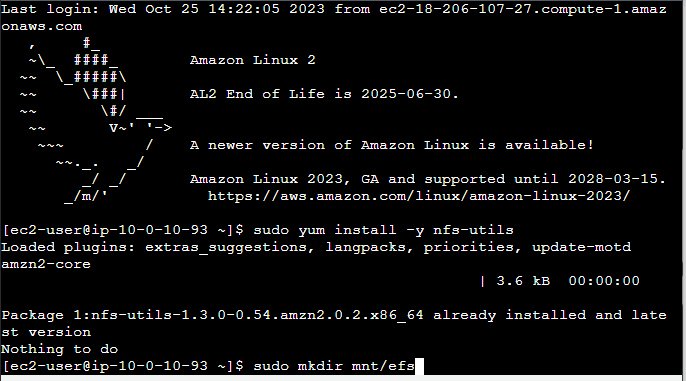 Last login: Wed Oct 25 14:22:05 2023 from ec2-18-206-107-27.compute-1.amaz
onaws.com
   ,     #_
   ~\_  ####_        Amazon Linux 2
  ~~  \_#####\
  ~~     \###|       AL2 End of Life is 2025-06-30.
  ~~       \#/ ___
   ~~       V~' '->
    ~~~         /    A newer version of Amazon Linux is available!
      ~~._.   _/
         _/ _/       Amazon Linux 2023, GA and supported until 2028-03-15.
       _/m/'           https://aws.amazon.com/linux/amazon-linux-2023/
[ec2-user@ip-10-0-10-93 ~]$ sudo yum install -y nfs-utils
Loaded plugins: extras_suggestions, langpacks, priorities, update-motd
amzn2-core
| 3.6 kB  00:00:00
Package 1:nfs-utils-1.3.0-0.54.amzn2.0.2.x86_64 already installed and late
st version
Nothing to do
[ec2-user@ip-10-0-10-93 ~]$ sudo mkdir mnt/efs